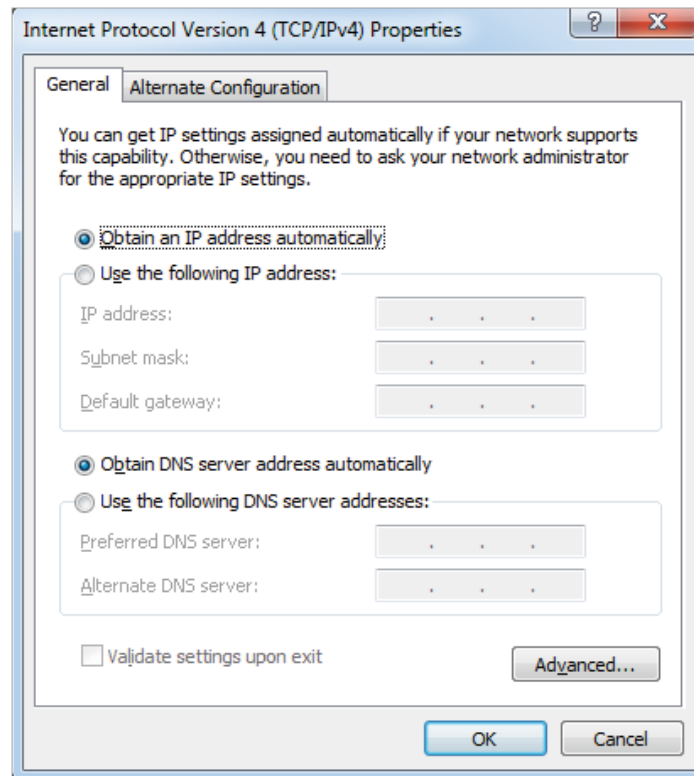 Internet Protocol Version 4 (TCP/IPv4) Properties
General
Alternate Configuration
You can get IP settings assigned automatically if your network supports
this capability. Otherwise, you need to ask your network administrator
for the appropriate IP settings.
Obtain an IP address automatically
Use the following IP address:
IP address:
Subnet mask:
Default gateway:
Obtain DNS server address automatically
Use the following DNS server addresses:
Preferred DNS server:
Alternate DNS server:
Validate settings upon exit
Advanced...
OK
Cancel